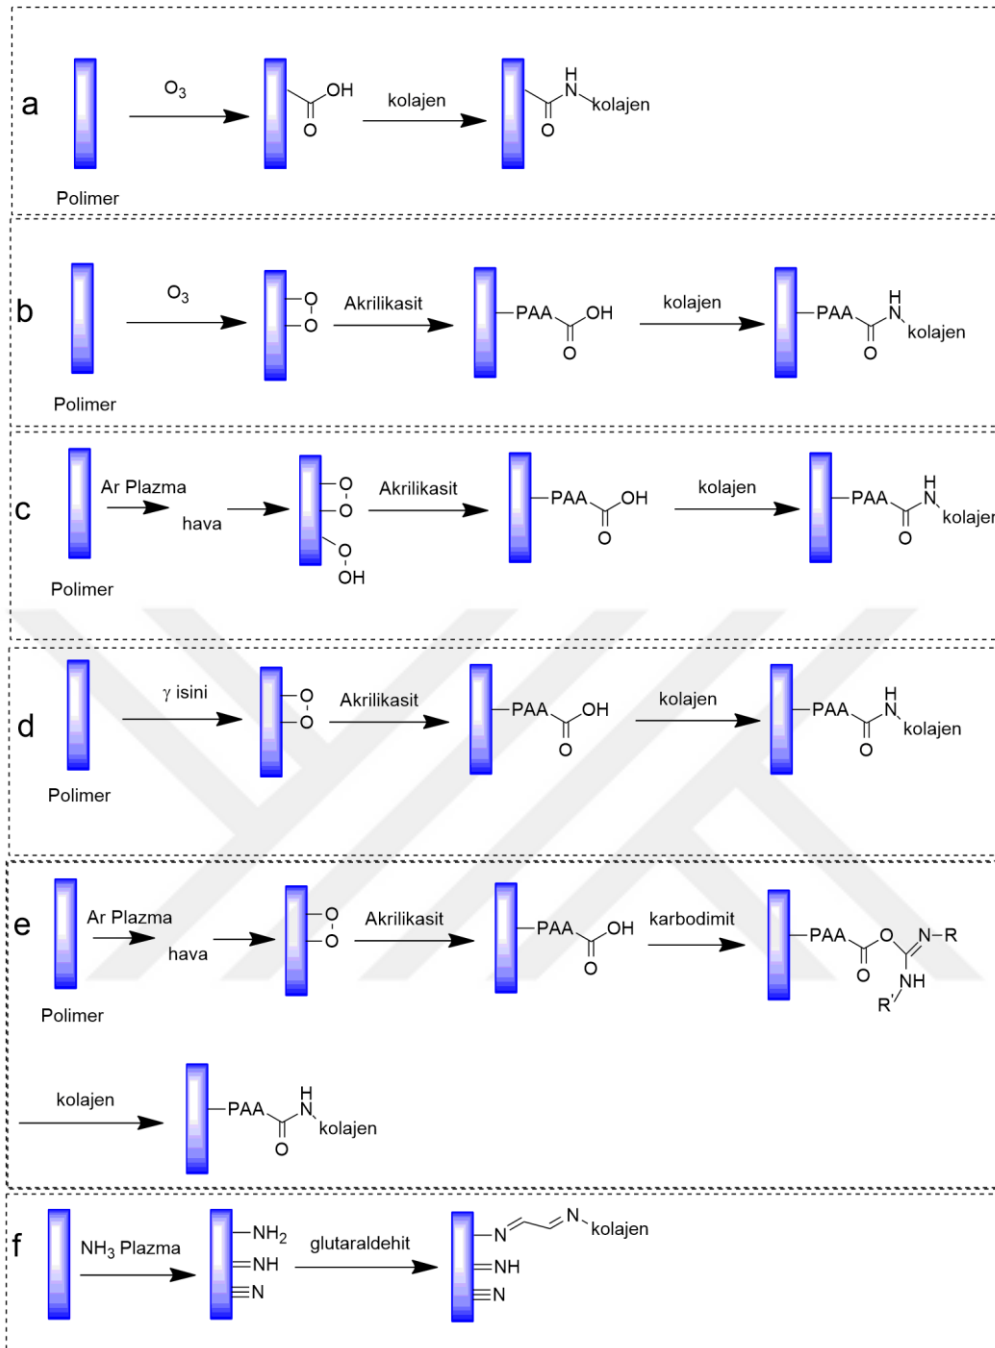 a
Polimer
O₃
OH
O
kolajen
H
N
O
kolajen
b
Polimer
O₃
O
O
Akrilikasit
PAA
OH
O
kolajen
PAA
H
N
O
kolajen
c
Polimer
Ar Plazma
hava
O
O
O
OH
Akrilikasit
PAA
OH
O
kolajen
PAA
H
N
O
kolajen
d
Polimer
γ isini
O
O
Akrilikasit
PAA
OH
O
kolajen
PAA
H
N
O
kolajen
e
Polimer
Ar Plazma
hava
O
O
Akrilikasit
PAA
OH
O
karbodimit
PAA
O
O
N
R
NH
R'
kolajen
PAA
H
N
O
kolajen
f
NH₃ Plazma
NH₂
NH
N
glutaraldehit
N
N
kolajen
NH
N